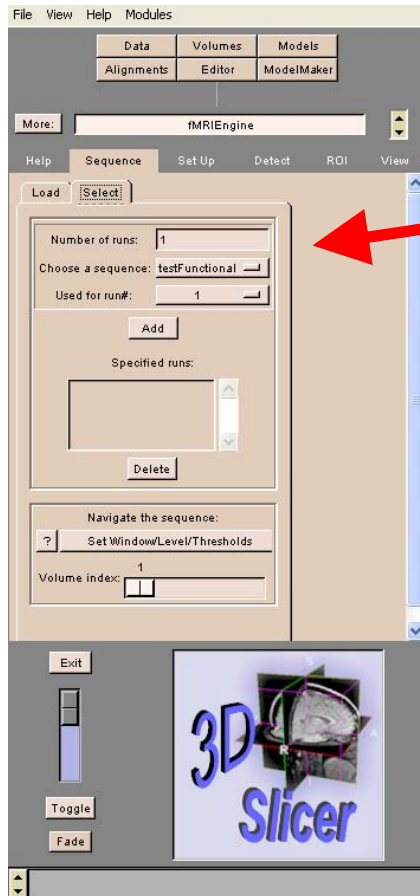 File View Help Modules
Data Volumes Models
Alignments Editor ModelMaker
More: fMRIEngine
Help Sequence Set Up Detect ROI View
Load Select
Number of runs: 1
Choose a sequence: testFunctional
Used for run#: 1
Add
Specified runs:
Delete
Navigate the sequence:
? Set Window/Level/Thresholds
1
Volume index:
Exit
Toggle
Fade
3D
Slicer
S
A
R
I